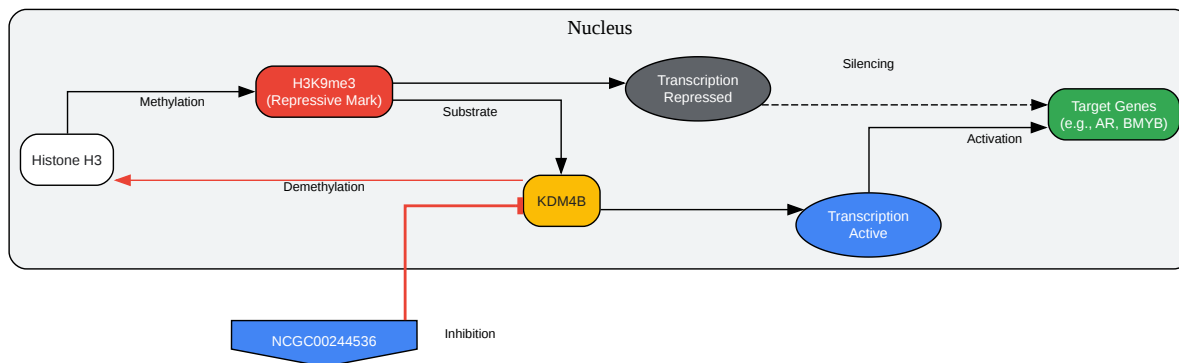 Nucleus
Silencing
H3K9me3
(Repressive Mark)
Transcription
Repressed
Methylation
Substrate
Target Genes
(e.g., AR, BMYB)
Activation
Histone H3
Demethylation
KDM4B
Transcription
Active
NCGC00244536
Inhibition